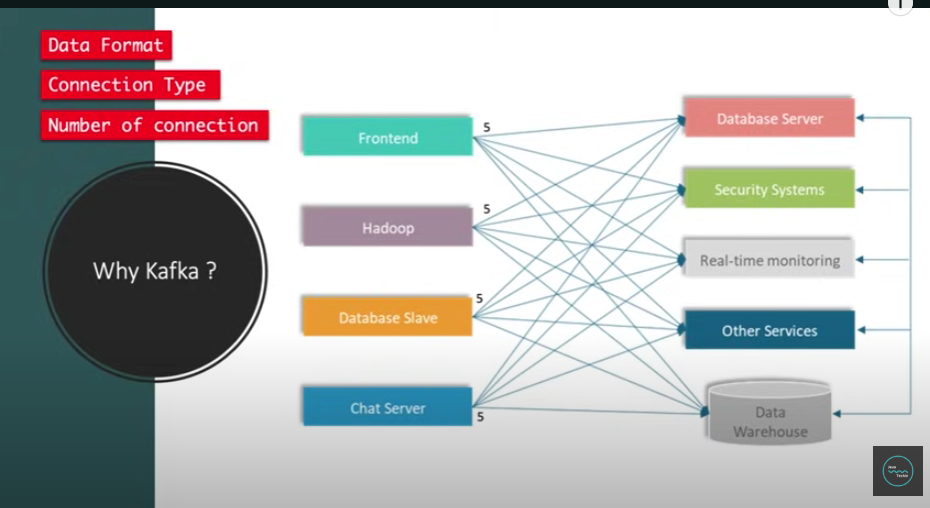 Data Format
Connection Type
Number of connection
Why Kafka ?
Frontend
5
Hadoop
5
Database Slave
5
Chat Server
5
Database Server
Security Systems
Real-time monitoring
Other Services
Data
Warehouse